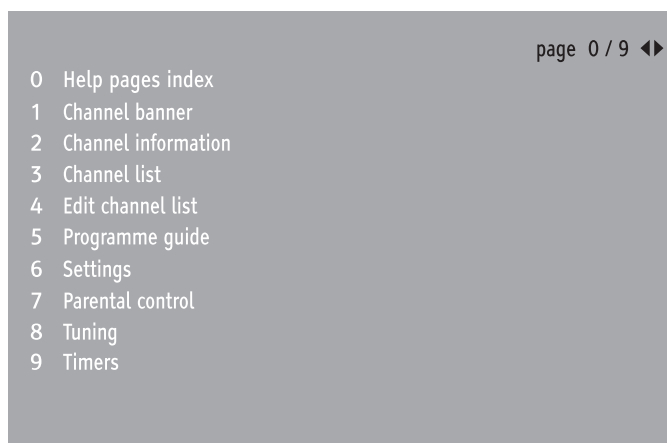 page 0 / 9 ◀▶
0 Help pages index
1 Channel banner
2 Channel information
3 Channel list
4 Edit channel list
5 Programme guide
6 Settings
7 Parental control
8 Tuning
9 Timers